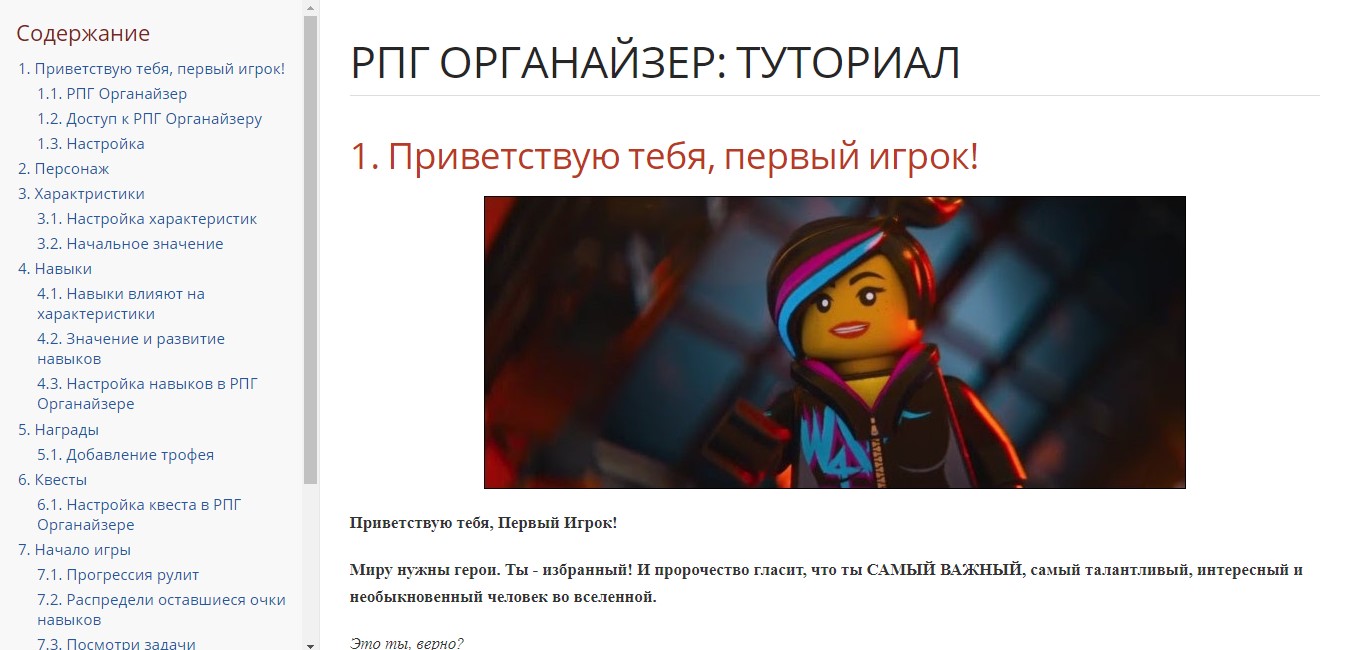 Содержание
1. Приветствую тебя, первый игрок!
1.1. РПГ Органайзер
1.2. Доступ к РПГ Органайзеру
1.3. Настройка
2. Персонаж
3. Характристики
3.1. Настройка характеристик
3.2. Начальное значение
4. Навыки
4.1. Навыки влияют на
характеристики
4.2. Значение и развитие
навыков
4.3. Настройка навыков в РПГ
Органайзере
5. Награды
5.1. Добавление трофея
6. Квесты
6.1. Настройка квеста в РПГ
Органайзере
7. Начало игры
7.1. Прогрессия рулит
7.2. Распредели оставшиеся очки
навыков
7.3. Посмотри задачи
РПГ ОРГАНАЙЗЕР: ТУТОРИАЛ
1. Приветствую тебя, первый игрок!
Приветствую тебя, Первый Игрок!
Миру нужны герои. Ты - избранный! И пророчество гласит, что ты САМЫЙ ВАЖНЫЙ, самый талантливый, интересный и
необыкновенный человек во вселенной.
Это ты, верно?